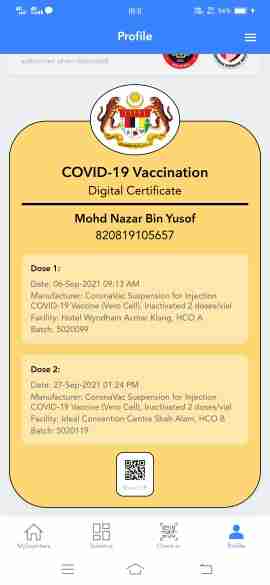 18:11
94%
Profile
COVID-19 Vaccination
Digital Certificate
Mohd Nazar Bin Yusof
820819105657
Dose 1:
Date: 06-Sep-2021 09:13 AM
Manufacturer: CoronaVac Suspension for Injection
COVID-19 Vaccine (Vero Cell), Inactivated 2 doses/vial
Facility: Hotel Wyndham Acmar Klang, HCO A
Batch: 5020099
Dose 2:
Date: 27-Sep-2021 01:24 PM
Manufacturer: CoronaVac Suspension for Injection
COVID-19 Vaccine (Vero Cell), Inactivated 2 doses/vial
Facility: Ideal Convention Centre Shah Alam, HCO B
Batch: 5020119
Check-in
Profile